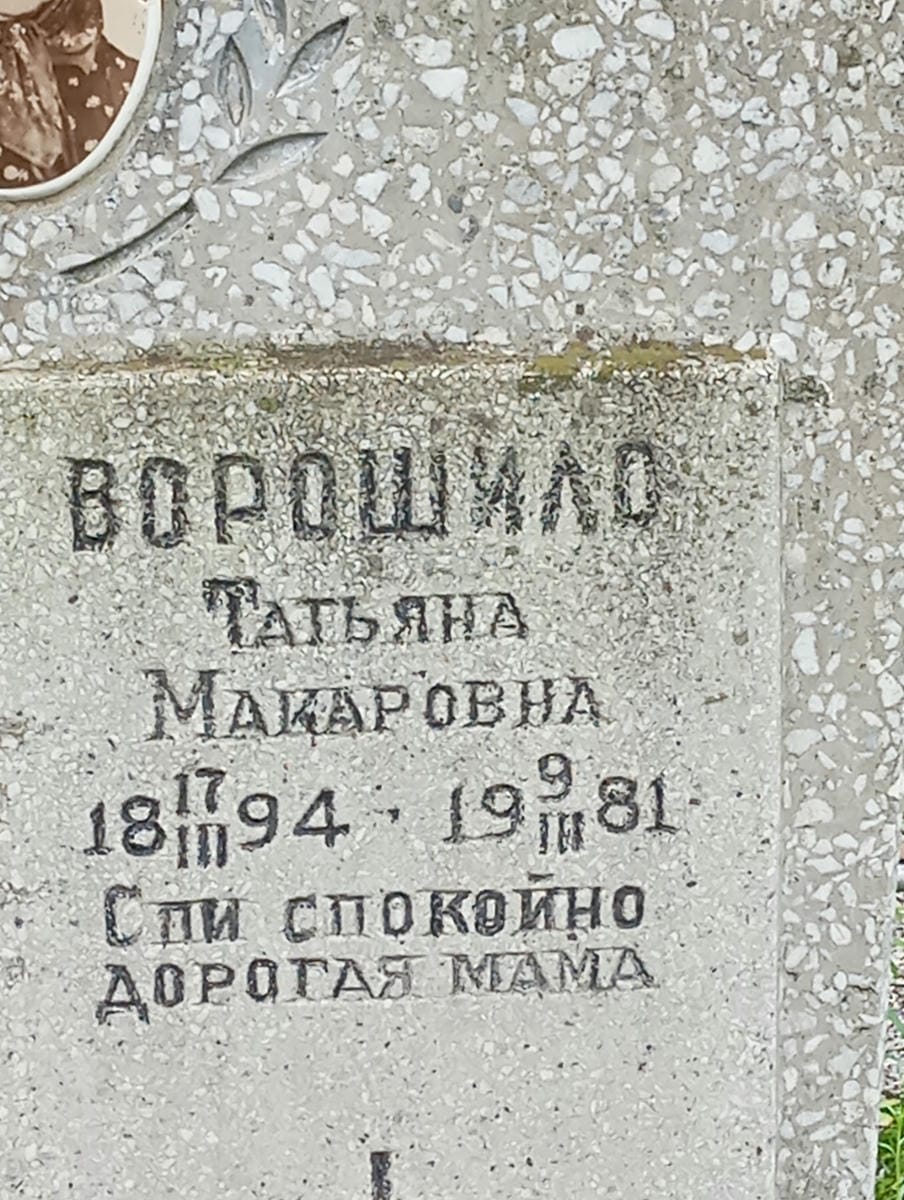 ВОРОШИЛО
ТАТЬЯНА
МАКАРОВНА
18 17/III 94 · 19 9/III 81
СПИ СПОКОЙНО
ДОРОГАЯ МАМА